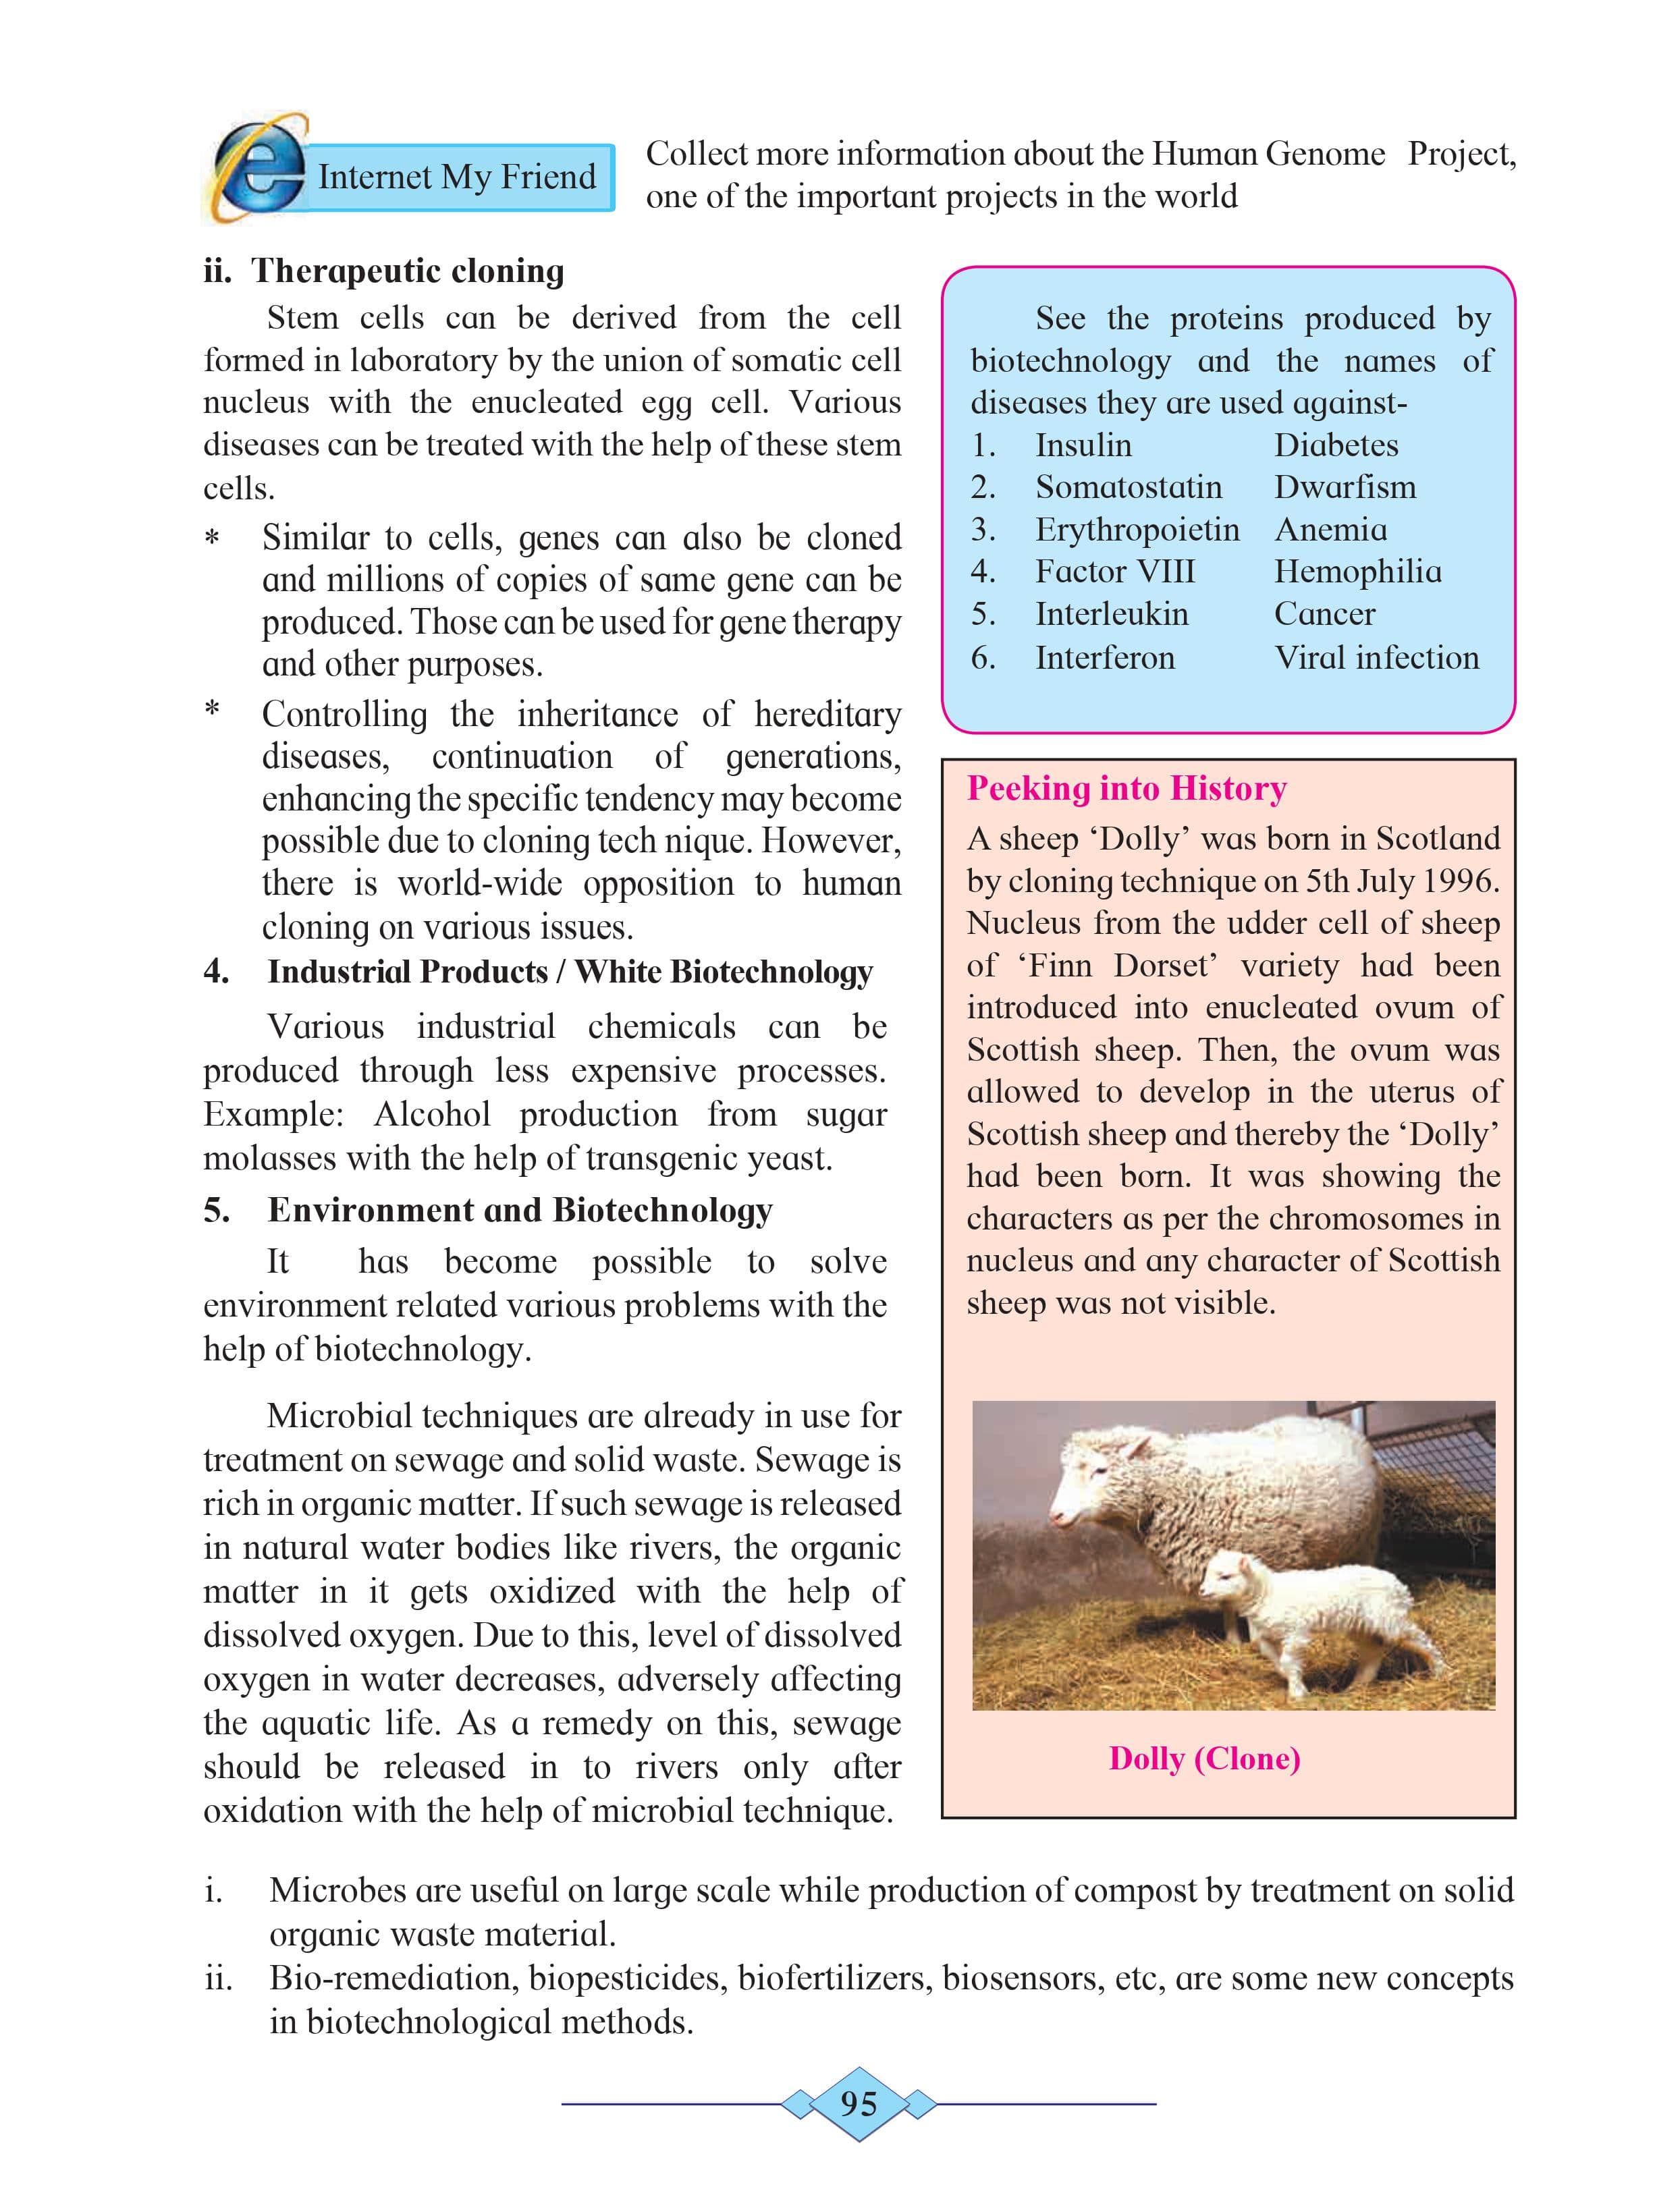 Internet My Friend
Collect more information about the Human Genome Project,
one of the important projects in the world
ii. Therapeutic cloning
Stem cells can be derived from the cell
formed in laboratory by the union of somatic cell
nucleus with the enucleated egg cell. Various
diseases can be treated with the help of these stem
cells.
* Similar to cells, genes can also be cloned
and millions of copies of same gene can be
produced. Those can be used for gene therapy
and other purposes.
* Controlling the inheritance of hereditary
diseases, continuation of generations,
enhancing the specific tendency may become
possible due to cloning tech nique. However,
there is world-wide opposition to human
cloning on various issues.
4. Industrial Products / White Biotechnology
Various industrial chemicals can be
produced through less expensive processes.
Example: Alcohol production from sugar
molasses with the help of transgenic yeast.
5. Environment and Biotechnology
It has become possible to solve
environment related various problems with the
help of biotechnology.
Microbial techniques are already in use for
treatment on sewage and solid waste. Sewage is
rich in organic matter. If such sewage is released
in natural water bodies like rivers, the organic
matter in it gets oxidized with the help of
dissolved oxygen. Due to this, level of dissolved
oxygen in water decreases, adversely affecting
the aquatic life. As a remedy on this, sewage
should be released in to rivers only after
oxidation with the help of microbial technique.
See the proteins produced by
biotechnology and the names of
diseases they are used against-
1. Insulin Diabetes
2. Somatostatin Dwarfism
3. Erythropoietin Anemia
4. Factor VIII Hemophilia
5. Interleukin Cancer
6. Interferon Viral infection
Peeking into History
A sheep ‘Dolly’ was born in Scotland
by cloning technique on 5th July 1996.
Nucleus from the udder cell of sheep
of ‘Finn Dorset’ variety had been
introduced into enucleated ovum of
Scottish sheep. Then, the ovum was
allowed to develop in the uterus of
Scottish sheep and thereby the ‘Dolly’
had been born. It was showing the
characters as per the chromosomes in
nucleus and any character of Scottish
sheep was not visible.
Dolly (Clone)
i. Microbes are useful on large scale while production of compost by treatment on solid
organic waste material.
ii. Bio-remediation, biopesticides, biofertilizers, biosensors, etc, are some new concepts
in biotechnological methods.
95